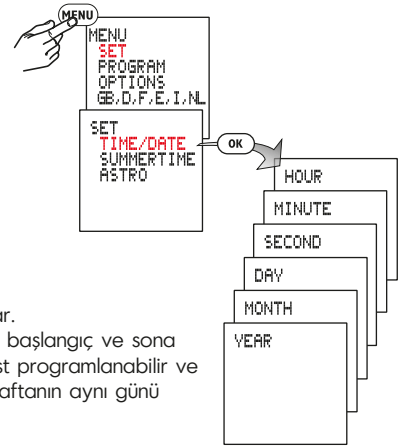 MENU
MENU
SET
PROGRAM
OPTIONS
GB,D,F,E,I,NL
SET
TIME/DATE
SUMMERTIME
ASTRO
OK
HOUR
MINUTE
SECOND
DAY
MONTH
YEAR
ar.
başlangıç ve sona
st programlanabilir ve
aftanın aynı günü